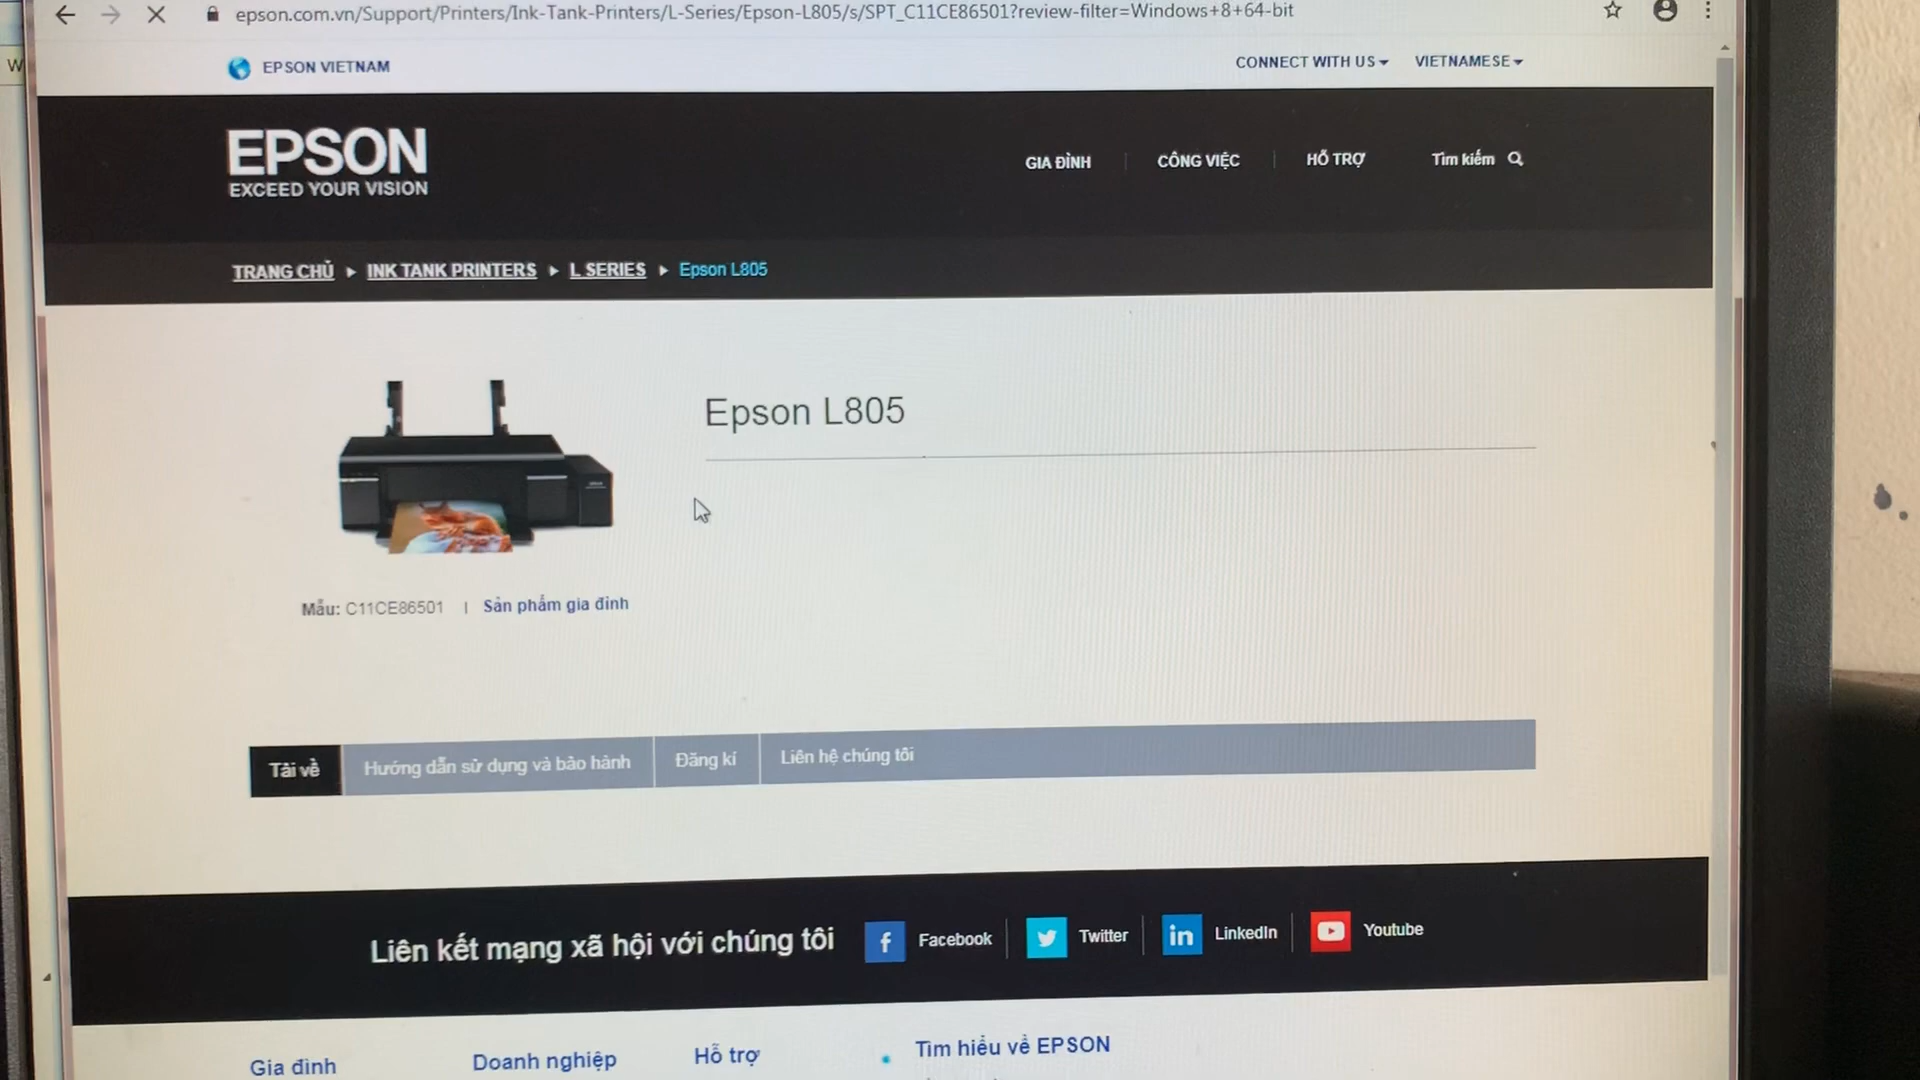 epson.com.vn/Support/Printers/Ink-Tank-Printers/L-Series/Epson-L805/s/SPT_C11CE86501?review-filter=Windows+8+64-bit
W
EPSON VIETNAM
CONNECT WITH US
VIETNAMESE
EPSON
EXCEED YOUR VISION
GIA ĐÌNH
CÔNG VIỆC
HỖ TRỢ
Tìm kiếm
TRANG CHỦ
INK TANK PRINTERS
L SERIES
Epson L805
Epson L805
Mẫu: C11CE86501 | Sản phẩm gia đình
Tải về
Hướng dẫn sử dụng và bảo hành
Đăng kí
Liên hệ chúng tôi
Liên kết mạng xã hội với chúng tôi
Facebook
Twitter
LinkedIn
Youtube
Gia đình
Doanh nghiệp
Hỗ trợ
Tìm hiểu về EPSON